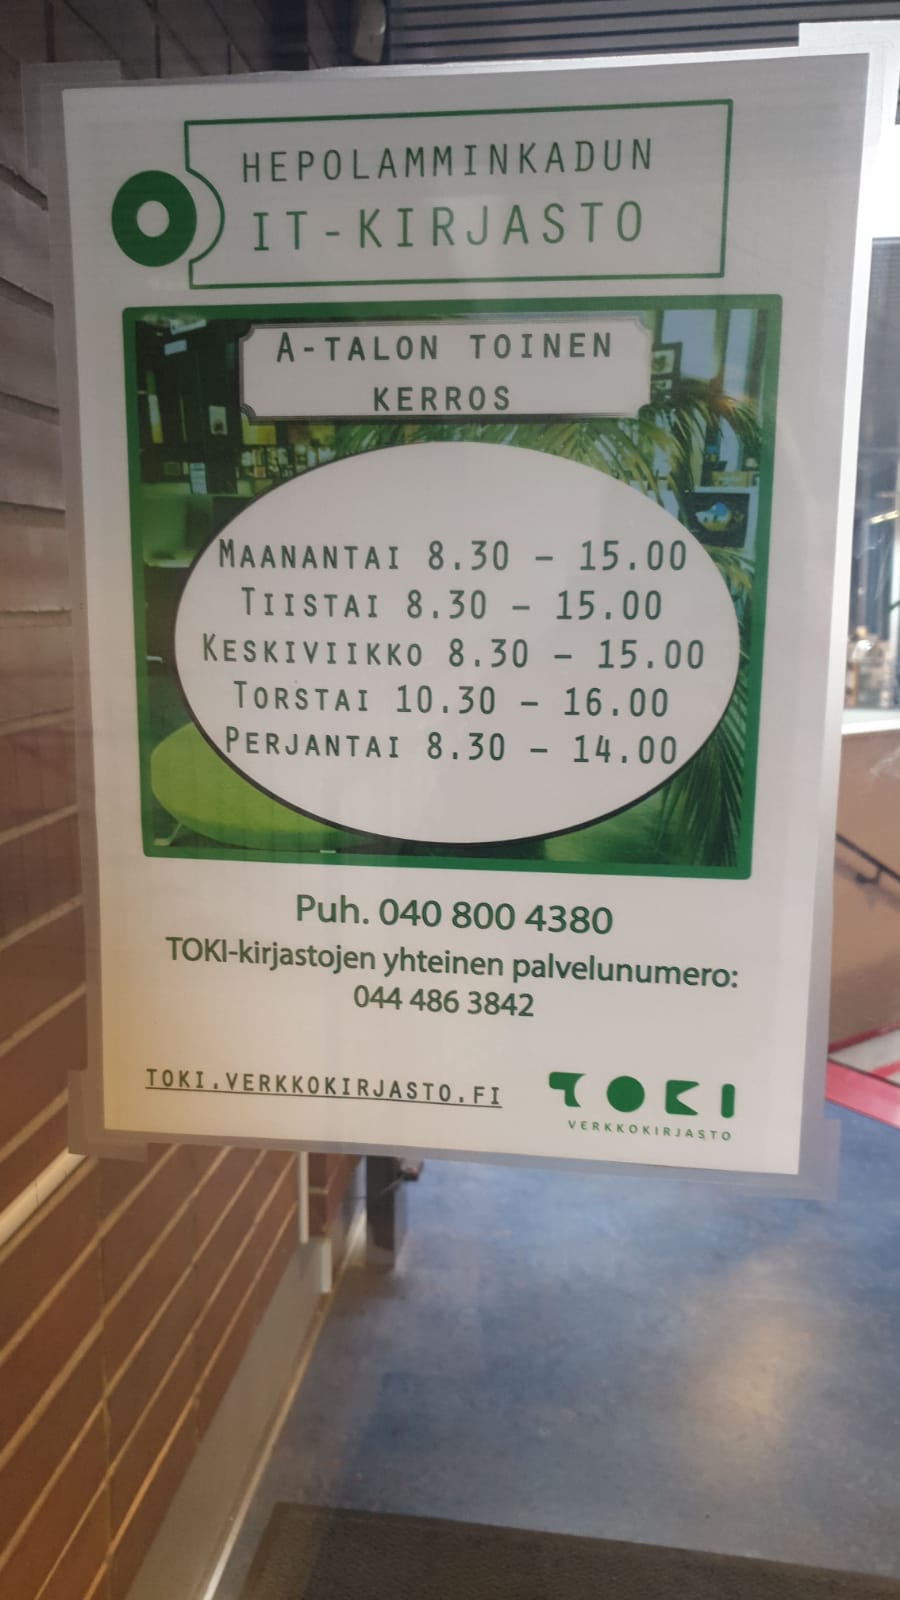 HEPOLAMMINKADUN
IT-KIRJASTO
A-TALON TOINEN
KERROS
MAANANTAI 8.30 – 15.00
TIISTAI 8.30 – 15.00
KESKIVIIKKO 8.30 – 15.00
TORSTAI 10.30 – 16.00
PERJANTAI 8.30 – 14.00
Puh. 040 800 4380
TOKI-kirjastojen yhteinen palvelunumero:
044 486 3842
TOKI.VERKKOKIRJASTO.FI
TOKI
VERKKOKIRJASTO